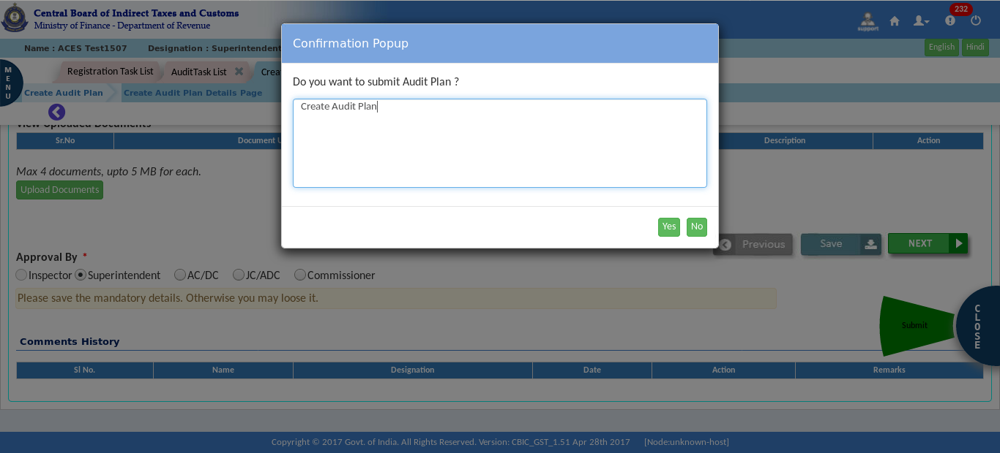 Central Board of Indirect Taxes and Customs
Ministry of Finance - Department of Revenue
232
support
Name : ACES Test1507 Designation : Superintendent
English Hindi
MENU
Registration Task List AuditTask List Crea
Create Audit Plan Create Audit Plan Details Page
Confirmation Popup
Do you want to submit Audit Plan ?
Create Audit Plan
Yes No
View Uploaded Documents
Sr.No Document U Description Action
Max 4 documents, upto 5 MB for each.
Upload Documents
Previous Save NEXT
Approval By *
Inspector Superintendent AC/DC JC/ADC Commissioner
Please save the mandatory details. Otherwise you may loose it.
Submit
CLOSE
Comments History
Sl No. Name Designation Date Action Remarks
Copyright © 2017 Govt. of India. All Rights Reserved. Version: CBIC_GST_1.51 Apr 28th 2017 [Node:unknown-host]